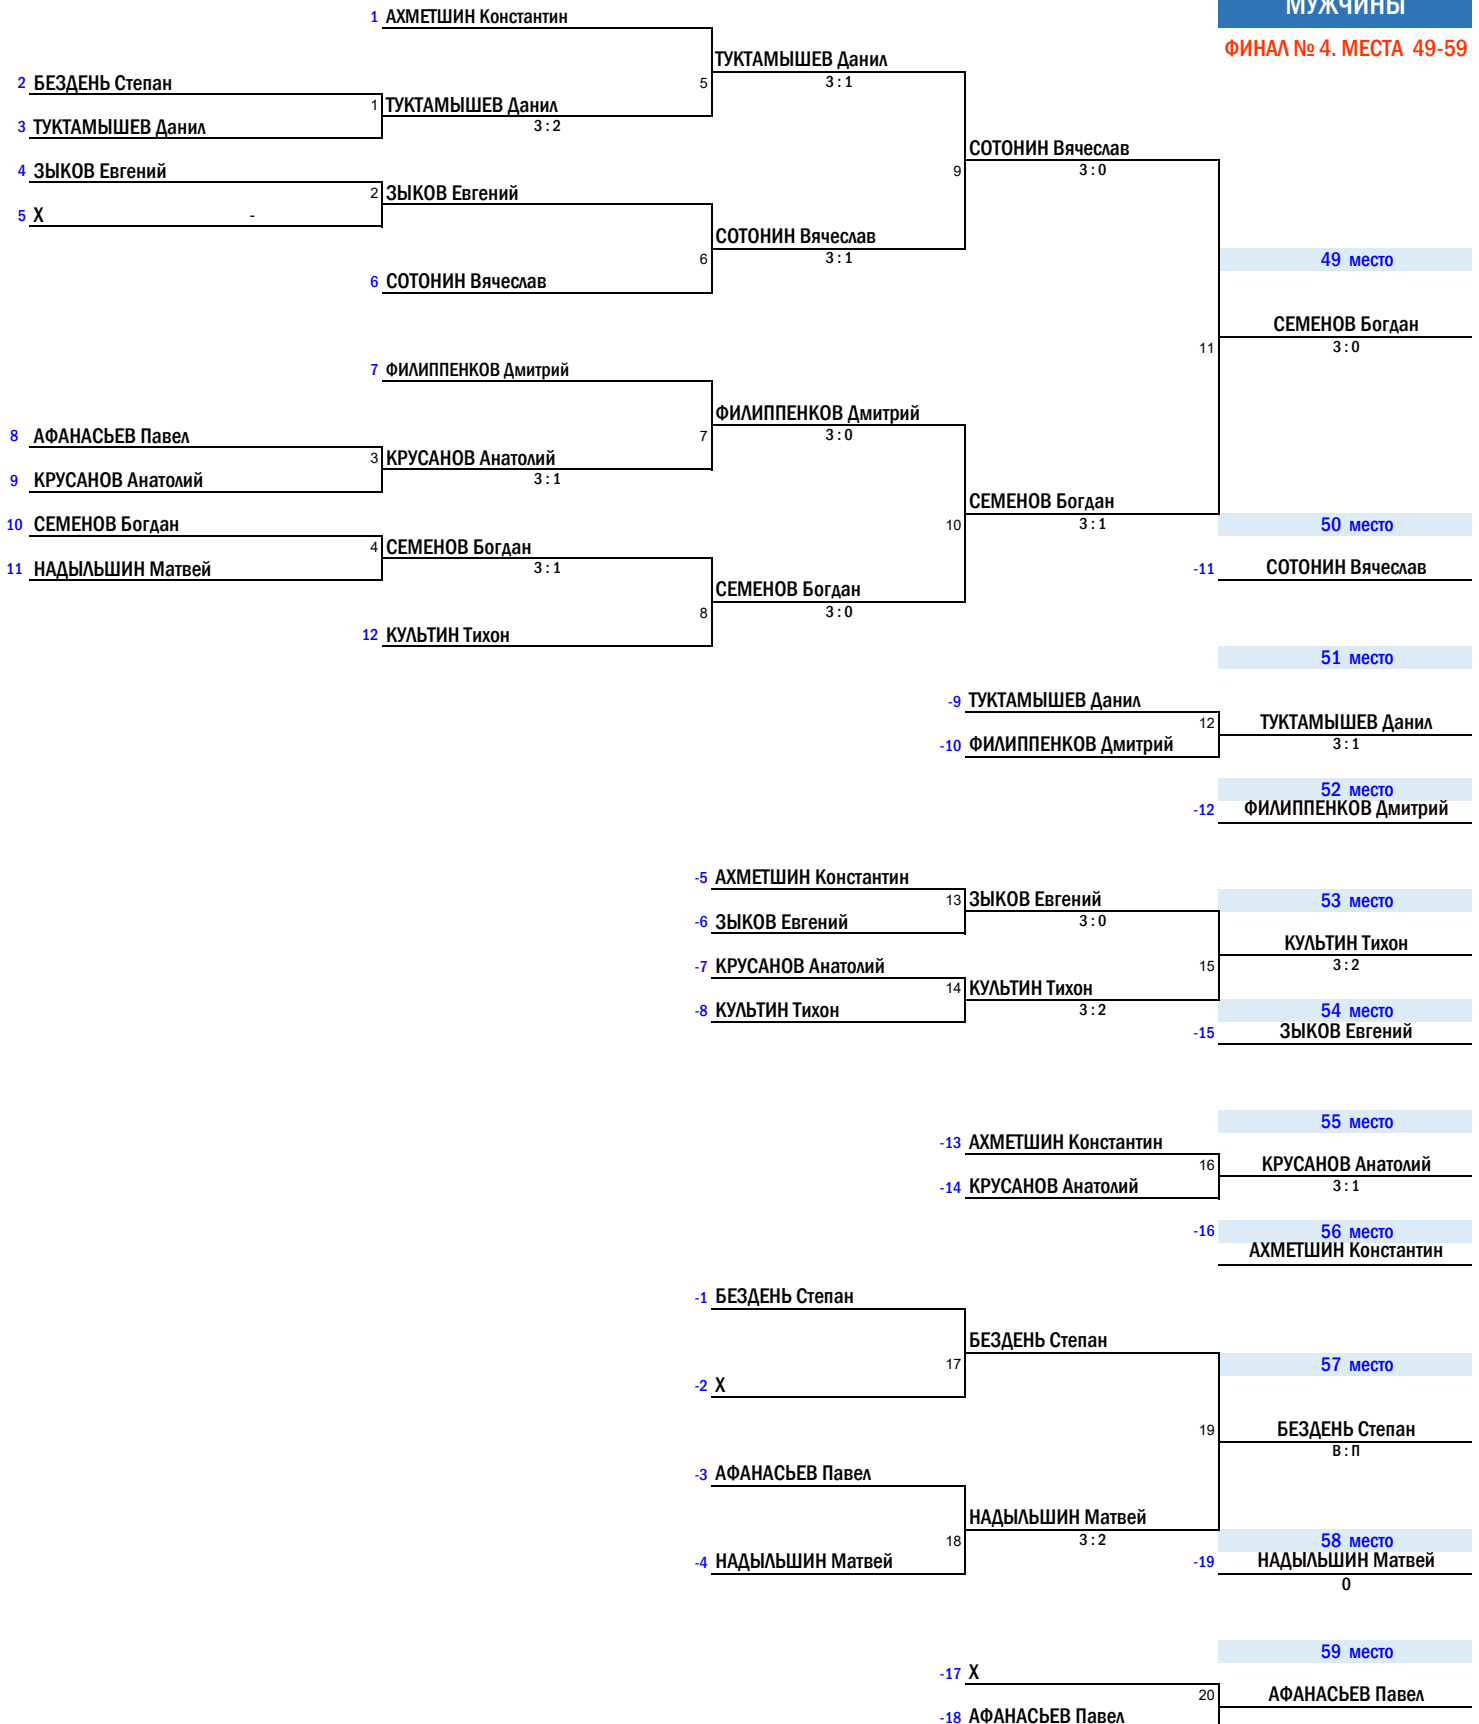 МУЖЧИНЫ
1 АХМЕТШИН Константин
ФИНАЛ № 4. МЕСТА 49-59
ТУКТАМЫШЕВ Данил
2 БЕЗДЕНЬ Степан
5
3 : 1
1 ТУКТАМЫШЕВ Данил
3 ТУКТАМЫШЕВ Данил
3 : 2
СОТОНИН Вячеслав
4 ЗЫКОВ Евгений
9
3 : 0
2 ЗЫКОВ Евгений
5 X -
СОТОНИН Вячеслав
6
3 : 1
49 место
6 СОТОНИН Вячеслав
СЕМЕНОВ Богдан
11
3 : 0
7 ФИЛИППЕНКОВ Дмитрий
ФИЛИППЕНКОВ Дмитрий
8 АФАНАСЬЕВ Павел
7
3 : 0
3 КРУСАНОВ Анатолий
9 КРУСАНОВ Анатолий
3 : 1
СЕМЕНОВ Богдан
10 СЕМЕНОВ Богдан
10
3 : 1
50 место
4 СЕМЕНОВ Богдан
11 НАДЫЛЬШИН Матвей
3 : 1
-11 СОТОНИН Вячеслав
СЕМЕНОВ Богдан
8
3 : 0
12 КУЛЬТИН Тихон
51 место
-9 ТУКТАМЫШЕВ Данил
12 ТУКТАМЫШЕВ Данил
-10 ФИЛИППЕНКОВ Дмитрий
3 : 1
52 место
-12 ФИЛИППЕНКОВ Дмитрий
-5 АХМЕТШИН Константин
13 ЗЫКОВ Евгений
53 место
-6 ЗЫКОВ Евгений
3 : 0
КУЛЬТИН Тихон
-7 КРУСАНОВ Анатолий
15
3 : 2
14 КУЛЬТИН Тихон
-8 КУЛЬТИН Тихон
3 : 2
54 место
-15 ЗЫКОВ Евгений
55 место
-13 АХМЕТШИН Константин
16 КРУСАНОВ Анатолий
-14 КРУСАНОВ Анатолий
3 : 1
-16 56 место
АХМЕТШИН Константин
-1 БЕЗДЕНЬ Степан
БЕЗДЕНЬ Степан
17
57 место
-2 X
19 БЕЗДЕНЬ Степан
В : П
-3 АФАНАСЬЕВ Павел
НАДЫЛЬШИН Матвей
18
3 : 2
58 место
-4 НАДЫЛЬШИН Матвей
-19 НАДЫЛЬШИН Матвей
0
59 место
-17 X
20 АФАНАСЬЕВ Павел
-18 АФАНАСЬЕВ Павел